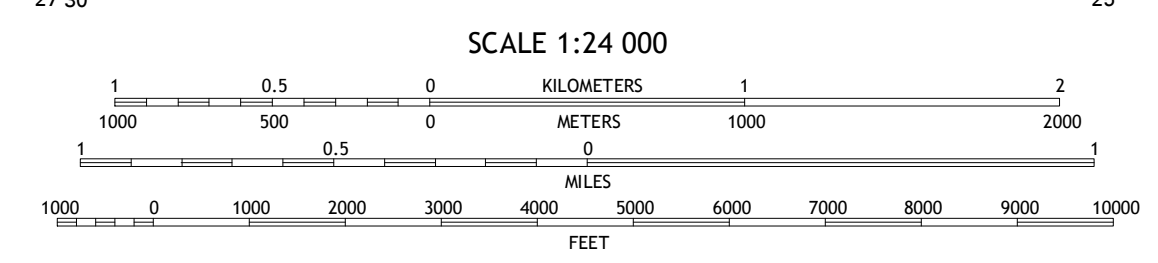 27'30" 25'
SCALE 1:24 000
1 0.5 0 KILOMETERS 1 2
1000 500 0 METERS 1000 2000
1 0.5 0 1
MILES
1000 0 1000 2000 3000 4000 5000 6000 7000 8000 9000 10000
FEET